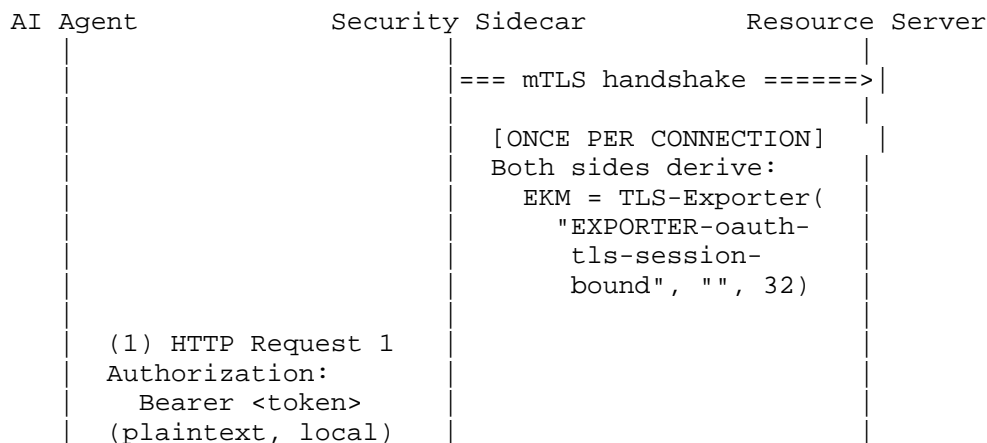 AI Agent Security Sidecar Resource Server
=== mTLS handshake ======>
[ONCE PER CONNECTION]
Both sides derive:
EKM = TLS-Exporter(
"EXPORTER-oauth-
tls-session-
bound", "", 32)
(1) HTTP Request 1
Authorization:
Bearer <token>
(plaintext, local)